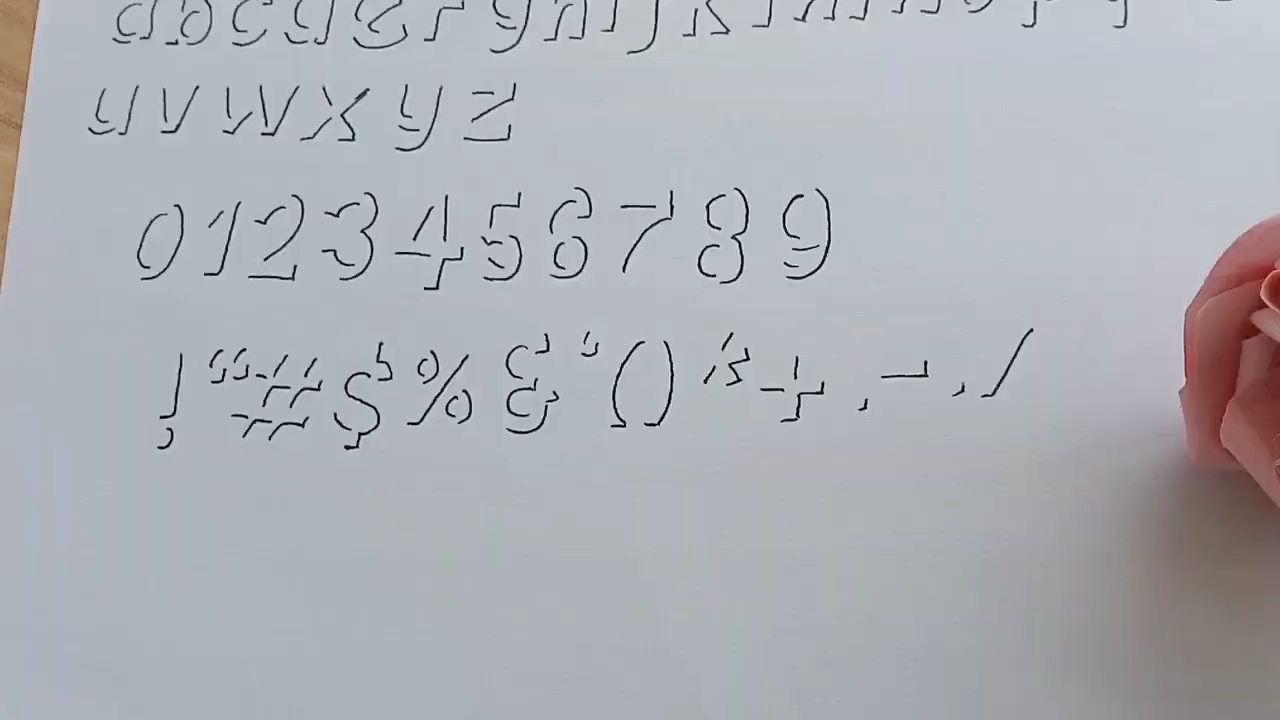 a b c d e f g h i j k l m n o p q
u v w x y z
0 1 2 3 4 5 6 7 8 9
! " # $ % & ' ( ) * + , - . /